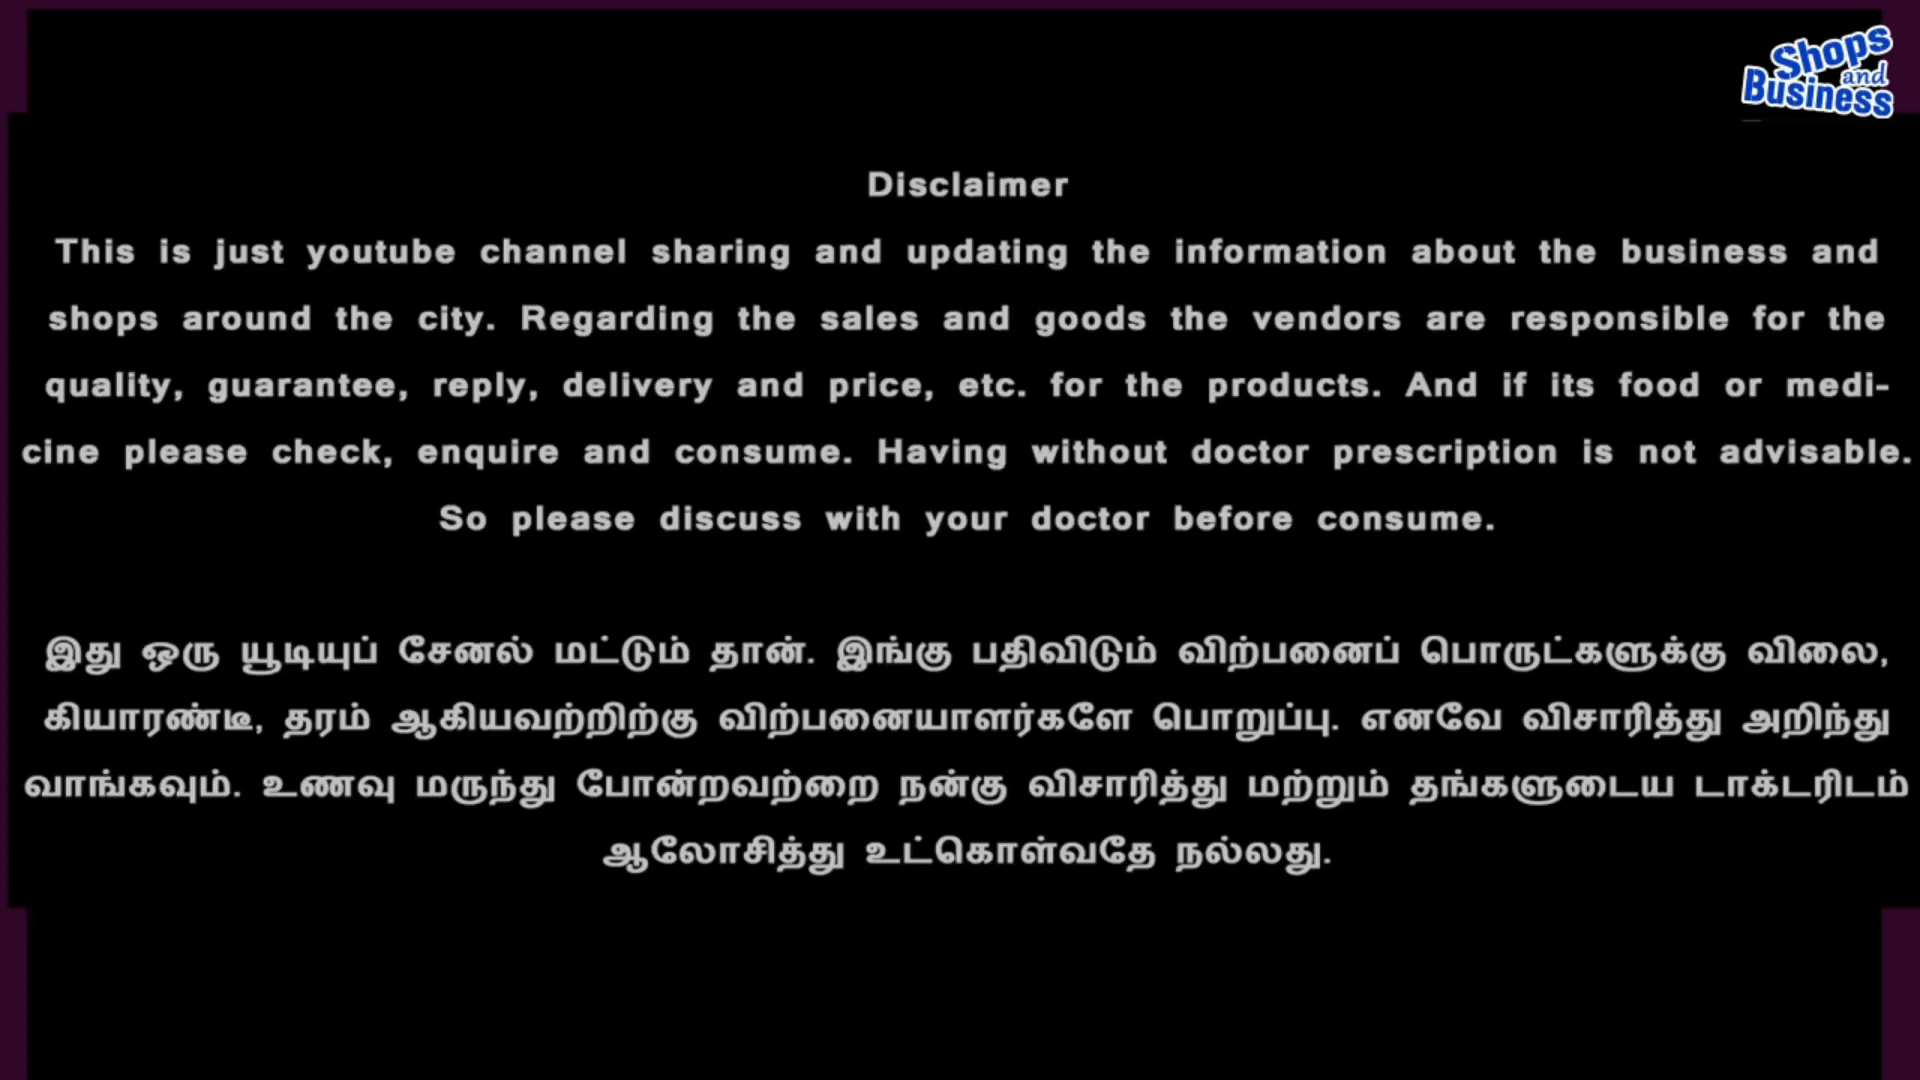 Shops
and
Business
Disclaimer
This is just youtube channel sharing and updating the information about the business and
shops around the city. Regarding the sales and goods the vendors are responsible for the
quality, guarantee, reply, delivery and price, etc. for the products. And if its food or medi-
cine please check, enquire and consume. Having without doctor prescription is not advisable.
So please discuss with your doctor before consume.
இது ஒரு யூடியுப் சேனல் மட்டும் தான். இங்கு பதிவிடும் விற்பனைப் பொருட்களுக்கு விலை,
கியாரண்டீ, தரம் ஆகியவற்றிற்கு விற்பனையாளர்களே பொறுப்பு. எனவே விசாரித்து அறிந்து
வாங்கவும். உணவு மருந்து போன்றவற்றை நன்கு விசாரித்து மற்றும் தங்களுடைய டாக்டரிடம்
ஆலோசித்து உட்கொள்வதே நல்லது.